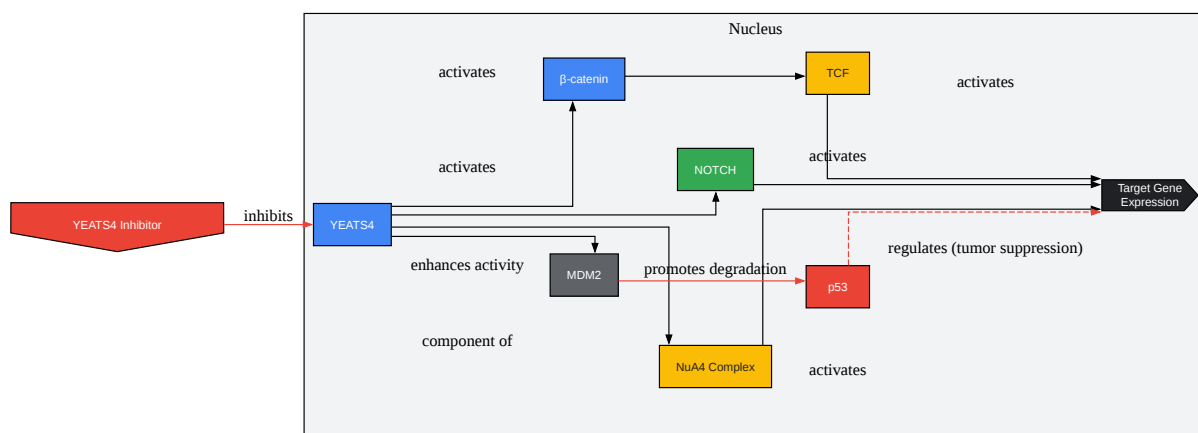 Nucleus
activates
β-catenin
TCF
activates
activates
NOTCH
activates
Target Gene
Expression
YEATS4 Inhibitor
inhibits
YEATS4
enhances activity
MDM2
promotes degradation
p53
regulates (tumor suppression)
component of
NuA4 Complex
activates